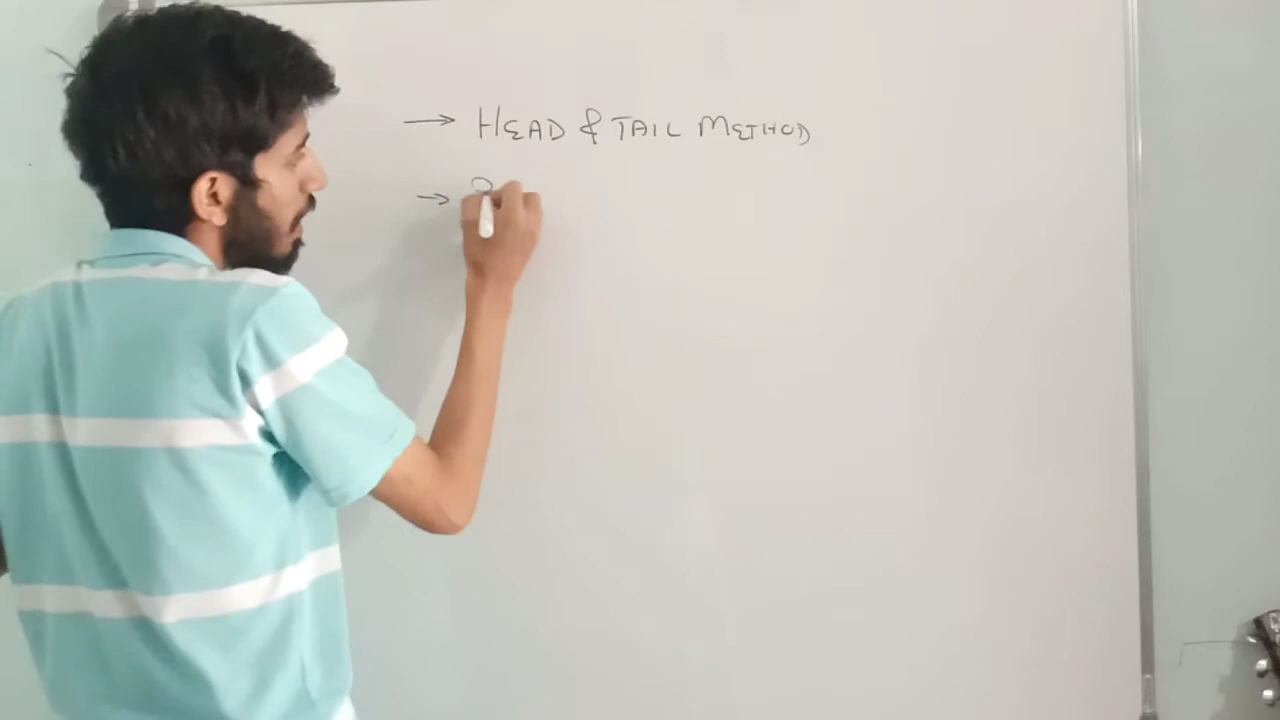 → HEAD & TAIL METHOD
→